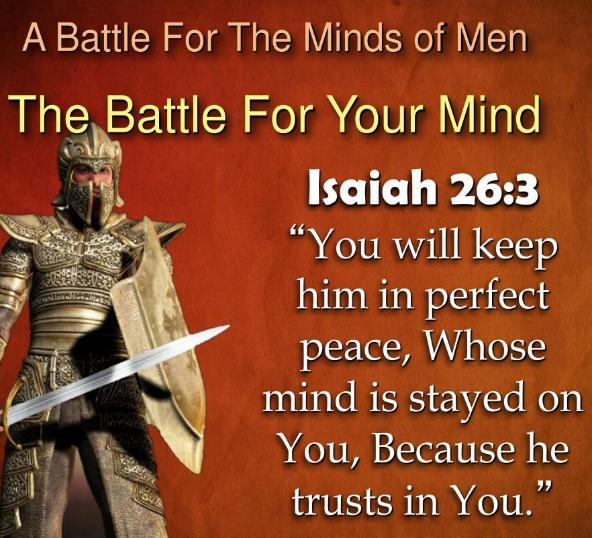 A Battle For The Minds of Men
The Battle For Your Mind
Isaiah 26:3
“You will keep
him in perfect
peace, Whose
mind is stayed on
You, Because he
trusts in You.”